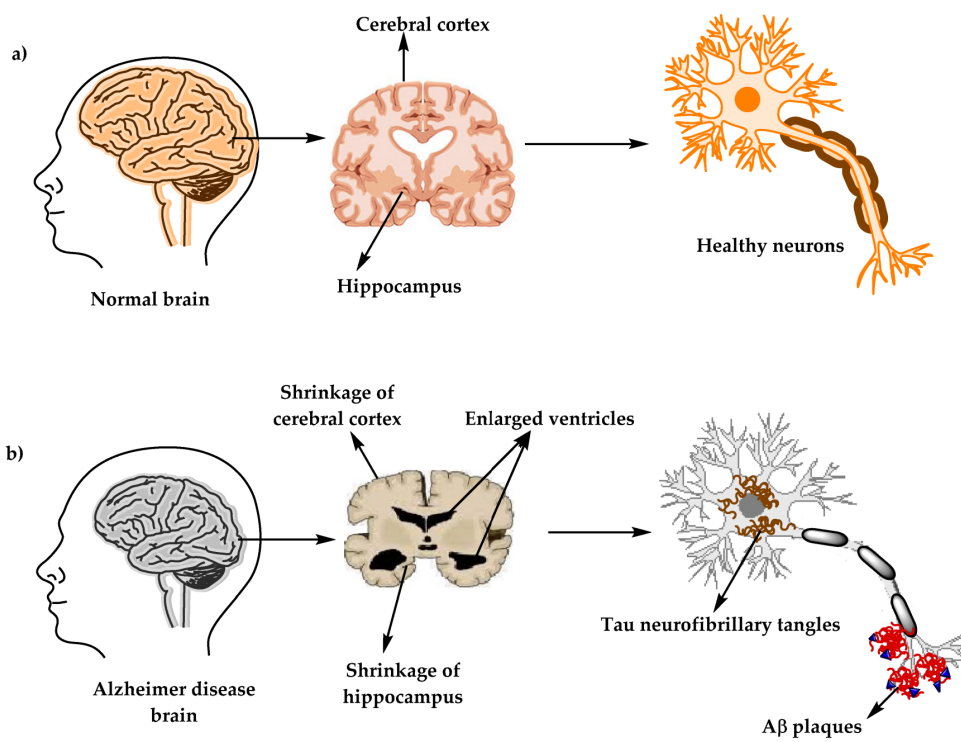 Cerebral cortex
a)
Healthy neurons
Hippocampus
Normal brain
Shrinkage of
cerebral cortex
Enlarged ventricles
b)
Tau neurofibrillary tangles
Shrinkage of
hippocampus
Alzheimer disease
brain
Aβ plaques